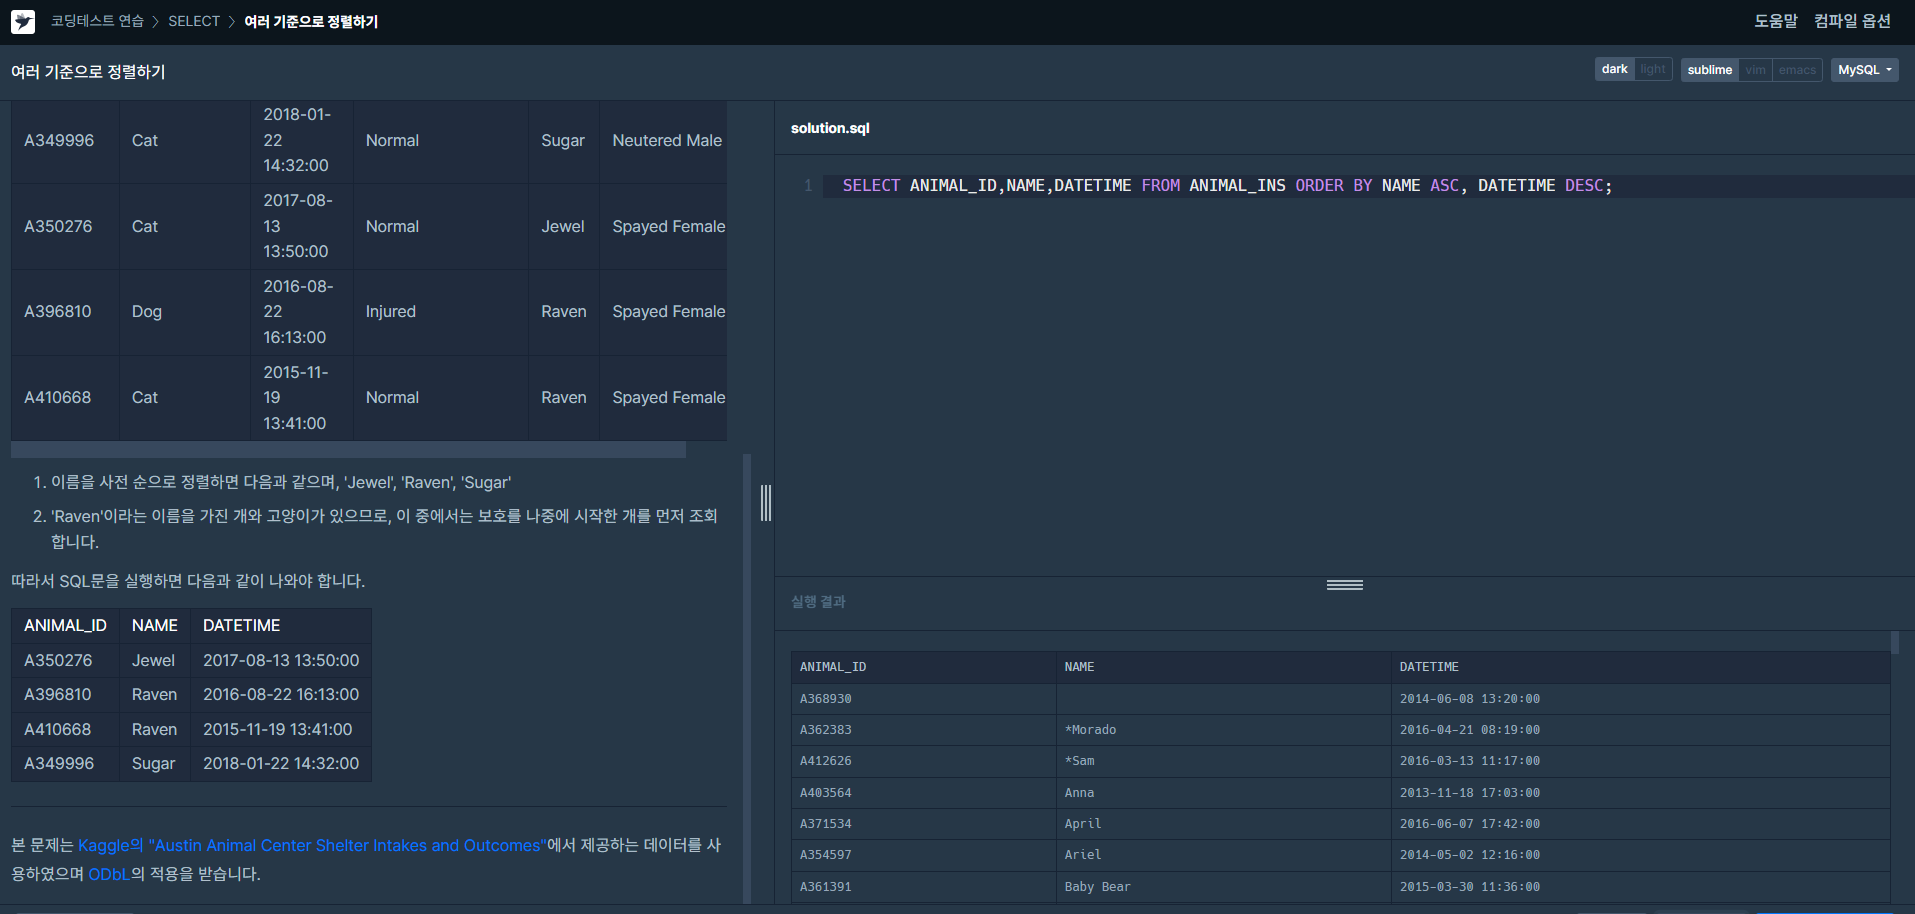 코딩테스트 연습 > SELECT > 여러 기준으로 정렬하기
도움말 컴파일 옵션
여러 기준으로 정렬하기
dark light sublime vim emacs MySQL
A349996 Cat 2018-01-22 14:32:00 Normal Sugar Neutered Male
A350276 Cat 2017-08-13 13:50:00 Normal Jewel Spayed Female
A396810 Dog 2016-08-22 16:13:00 Injured Raven Spayed Female
A410668 Cat 2015-11-19 13:41:00 Normal Raven Spayed Female
1. 이름을 사전 순으로 정렬하면 다음과 같으며, 'Jewel', 'Raven', 'Sugar'
2. 'Raven'이라는 이름을 가진 개와 고양이가 있으므로, 이 중에서는 보호를 나중에 시작한 개를 먼저 조회
합니다.
따라서 SQL문을 실행하면 다음과 같이 나와야 합니다.
ANIMAL_ID NAME DATETIME
A350276 Jewel 2017-08-13 13:50:00
A396810 Raven 2016-08-22 16:13:00
A410668 Raven 2015-11-19 13:41:00
A349996 Sugar 2018-01-22 14:32:00
본 문제는 Kaggle의 "Austin Animal Center Shelter Intakes and Outcomes"에서 제공하는 데이터를 사
용하였으며 ODbL의 적용을 받습니다.
solution.sql
1 SELECT ANIMAL_ID,NAME,DATETIME FROM ANIMAL_INS ORDER BY NAME ASC, DATETIME DESC;
실행 결과
ANIMAL_ID NAME DATETIME
A368930 2014-06-08 13:20:00
A362383 *Morado 2016-04-21 08:19:00
A412626 *Sam 2016-03-13 11:17:00
A403564 Anna 2013-11-18 17:03:00
A371534 April 2016-06-07 17:42:00
A354597 Ariel 2014-05-02 12:16:00
A361391 Baby Bear 2015-03-30 11:36:00